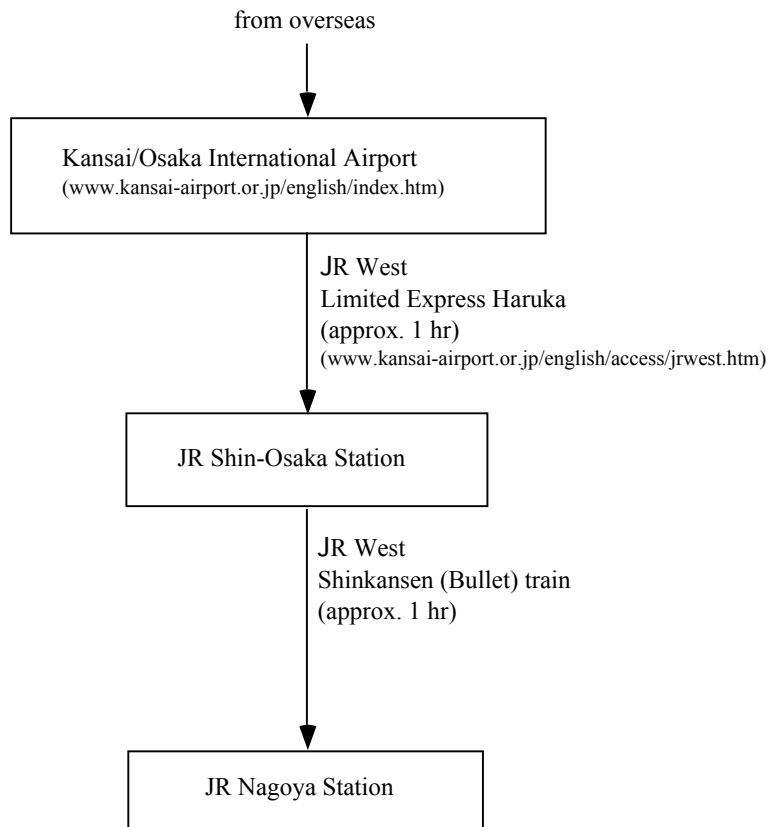 from overseas
Kansai/Osaka International Airport
(www.kansai-airport.or.jp/english/index.htm)
JR West
Limited Express Haruka
(approx. 1 hr)
(www.kansai-airport.or.jp/english/access/jrwest.htm)
JR Shin-Osaka Station
JR West
Shinkansen (Bullet) train
(approx. 1 hr)
JR Nagoya Station